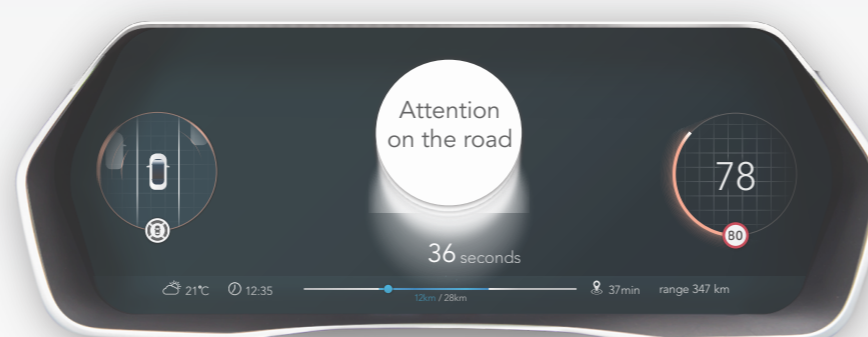 Attention
on the road
78
80
36 seconds
21°C 12:35 12km / 28km 37min range 347 km